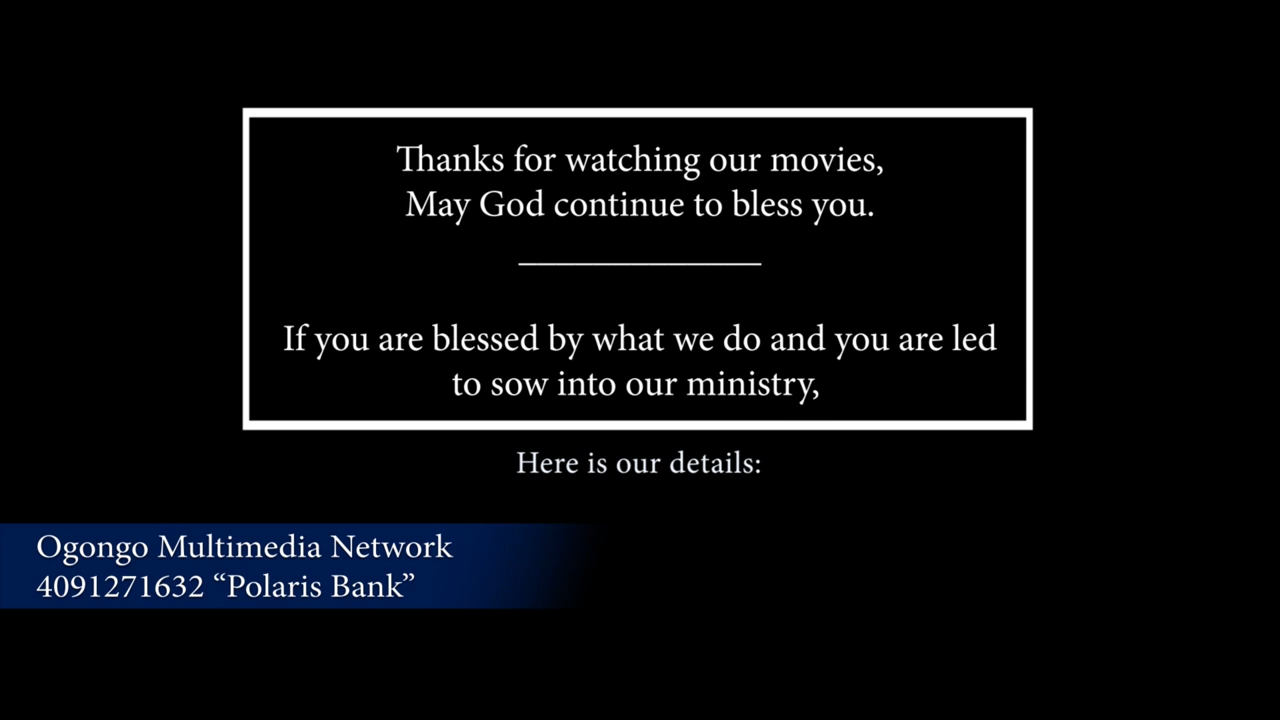 Thanks for watching our movies,
May God continue to bless you.
If you are blessed by what we do and you are led
to sow into our ministry,
Here is our details:
Ogongo Multimedia Network
4091271632 “Polaris Bank”